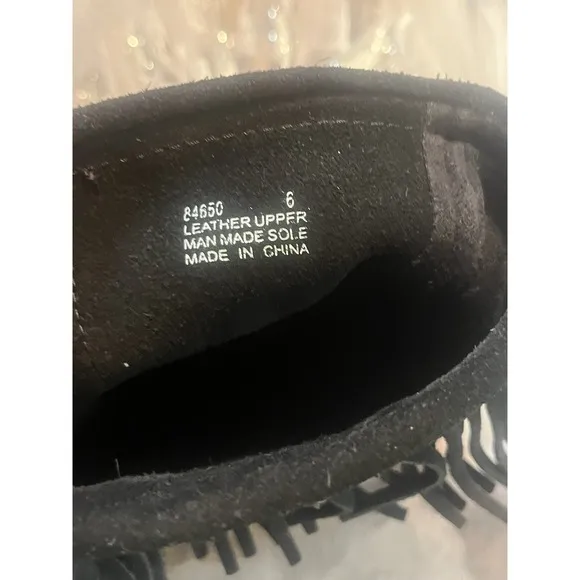 84650 6
LEATHER UPPER
MAN MADE SOLE
MADE IN CHINA